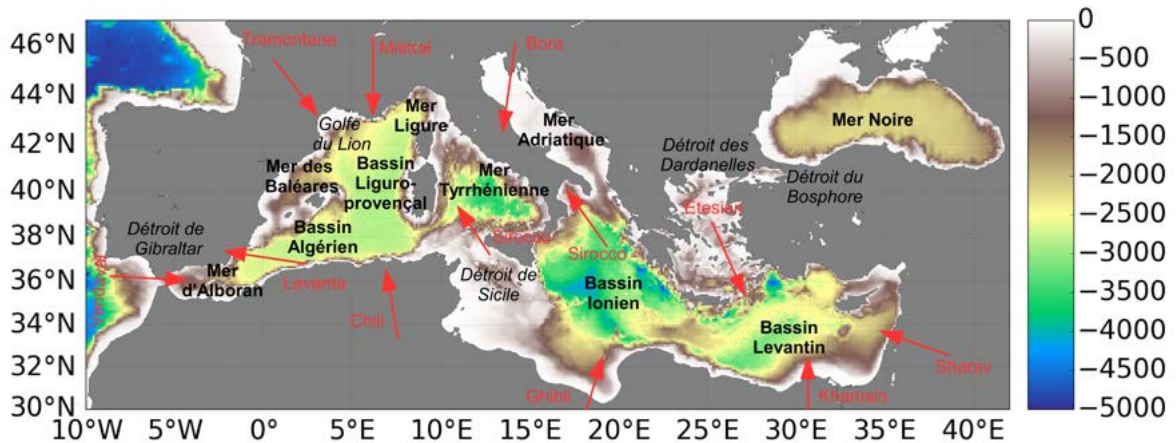 46°N
44°N
42°N
40°N
38°N
36°N
34°N
32°N
30°N
10°W
5°W
0°
5°E
10°E
15°E
20°E
25°E
30°E
35°E
40°E
0
−500
−1000
−1500
−2000
−2500
−3000
−3500
−4000
−4500
−5000
Tramontane
Mistral
Bora
Golfe
du Lion
Mer
Ligure
Mer
Adriatique
Mer Noire
Mer des
Baléares
Bassin
Liguro-
provençal
Mer
Tyrrhénienne
Détroit des
Dardanelles
Détroit du
Bosphore
Bassin
Algérien
Détroit de
Gibraltar
Sirocco
Sirocco
Etesian
Vendaval
Mer
d'Alboran
Levante
Chili
Détroit de
Sicile
Bassin
Ionien
Bassin
Levantin
Ghibli
Khamsin
Sharav